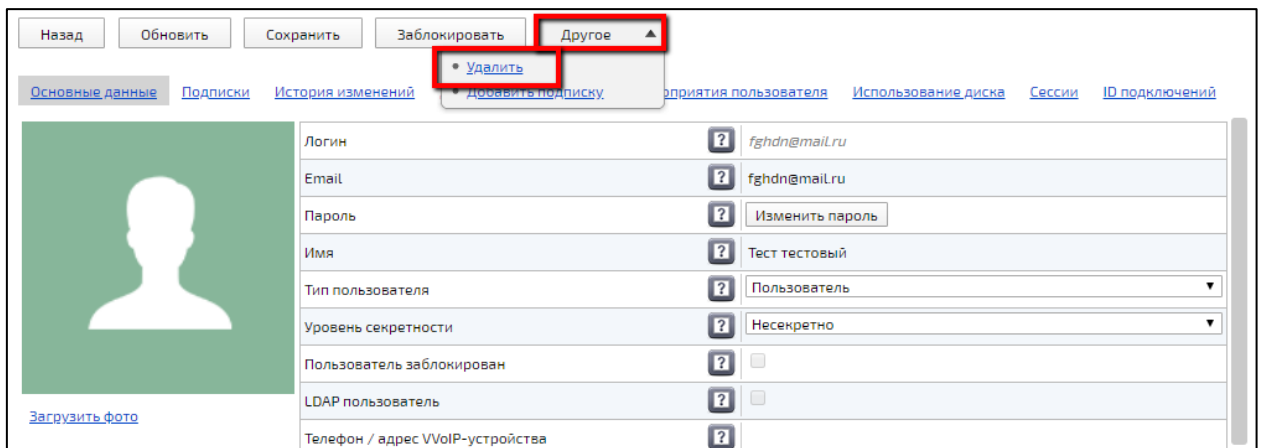 Назад Обновить Сохранить Заблокировать Другое
Удалить
Добавить подписку
Основные данные Подписки История изменений оприятия пользователя Использование диска Сессии ID подключений
Логин ? fghdn@mail.ru
Email ? fghdn@mail.ru
Пароль ? Изменить пароль
Имя ? Тест тестовый
Тип пользователя ? Пользователь
Уровень секретности ? Несекретно
Пользователь заблокирован ?
LDAP пользователь ?
Загрузить фото
Телефон / адрес VVoIP-устройства ?